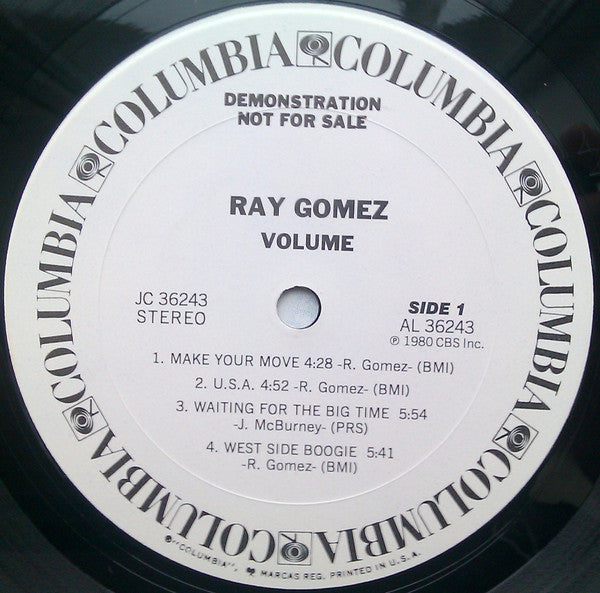 COLUMBIA COLUMBIA COLUMBIA COLUMBIA COLUMBIA COLUMBIA COLUMBIA COLUMBIA
DEMONSTRATION
NOT FOR SALE
RAY GOMEZ
VOLUME
JC 36243
STEREO
SIDE 1
AL 36243
℗ 1980 CBS Inc.
1. MAKE YOUR MOVE 4:28 -R. Gomez- (BMI)
2. U.S.A. 4:52 -R. Gomez- (BMI)
3. WAITING FOR THE BIG TIME 5:54
-J. McBurney- (PRS)
4. WEST SIDE BOOGIE 5:41
-R. Gomez- (BMI)
®"COLUMBIA", MARCAS REG. PRINTED IN U.S.A.